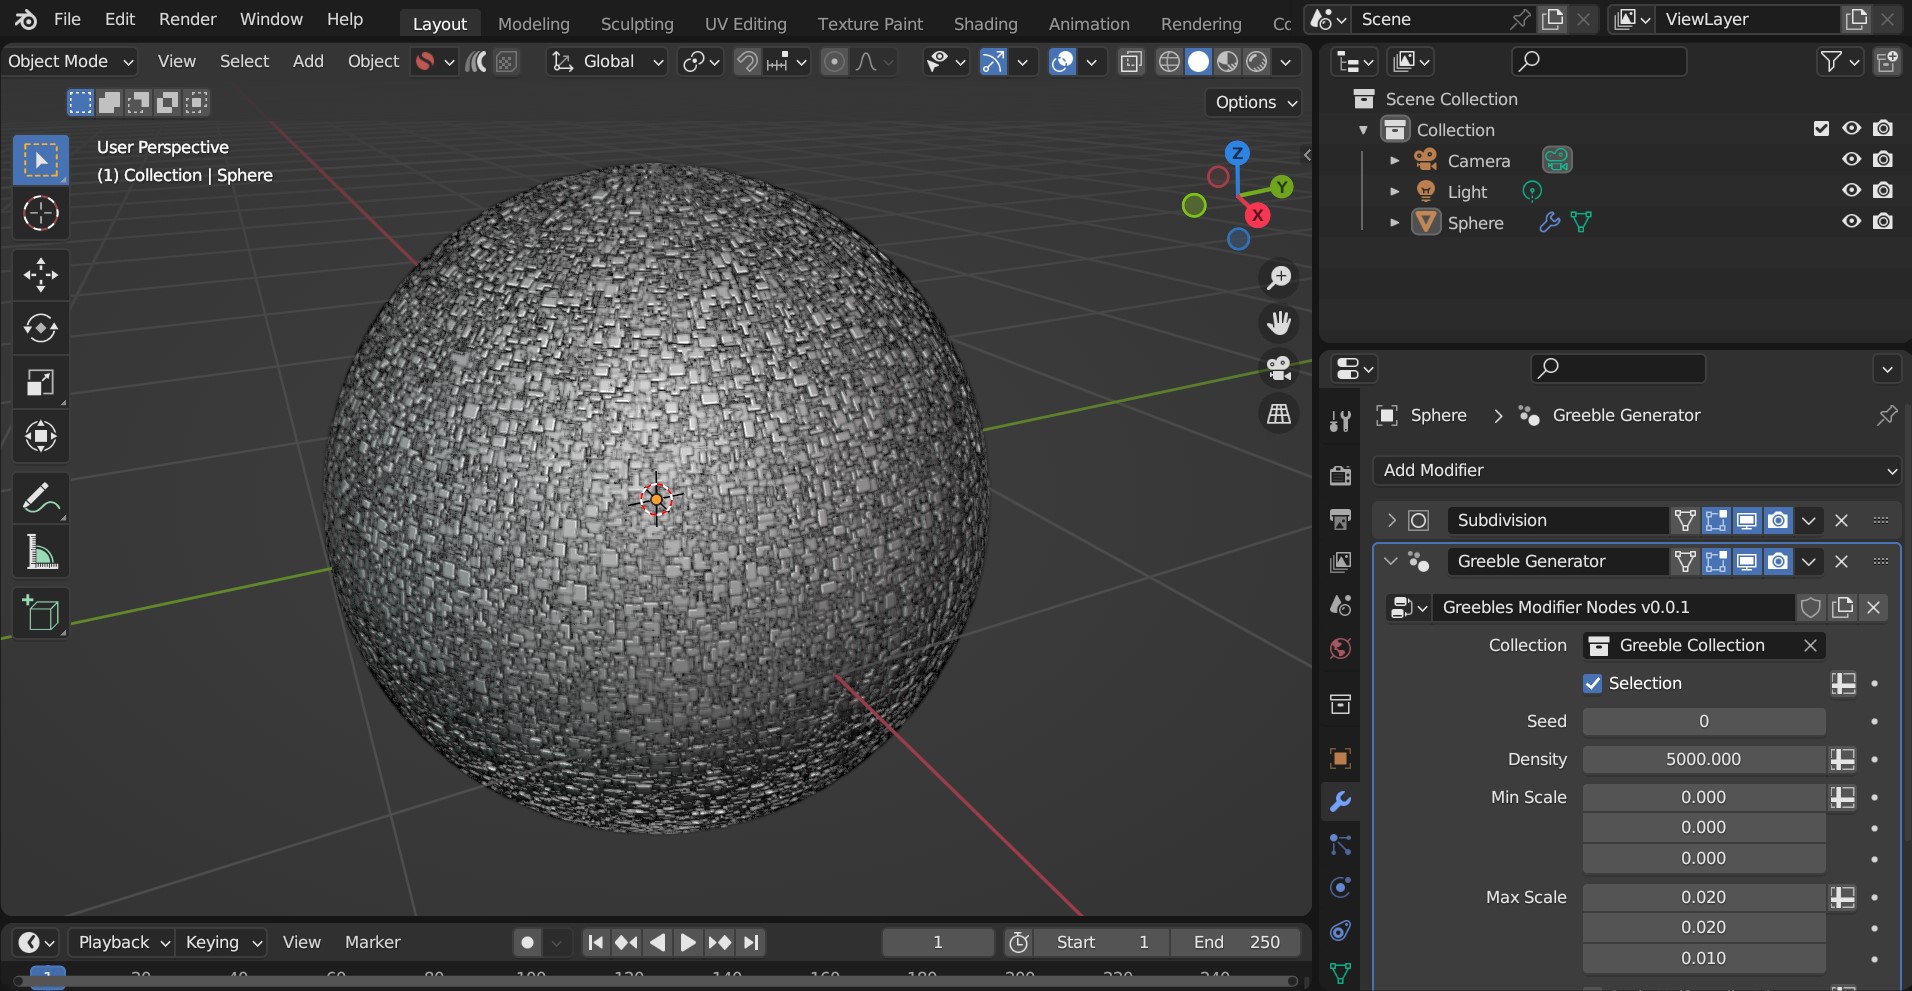 File Edit Render Window Help Layout Modeling Sculpting UV Editing Texture Paint Shading Animation Rendering Scene ViewLayer
Object Mode View Select Add Object Global
Options
User Perspective
(1) Collection | Sphere
Z
Y
X
Scene Collection
Collection
Camera
Light
Sphere
Sphere Greeble Generator
Add Modifier
Subdivision
Greeble Generator
Greebles Modifier Nodes v0.0.1
Collection Greeble Collection
Selection
Seed 0
Density 5000.000
Min Scale 0.000
0.000
0.000
Max Scale 0.020
0.020
0.010
Playback Keying View Marker 1 Start 1 End 250
1 20 40 60 80 100 120 140 160 180 200 220 240